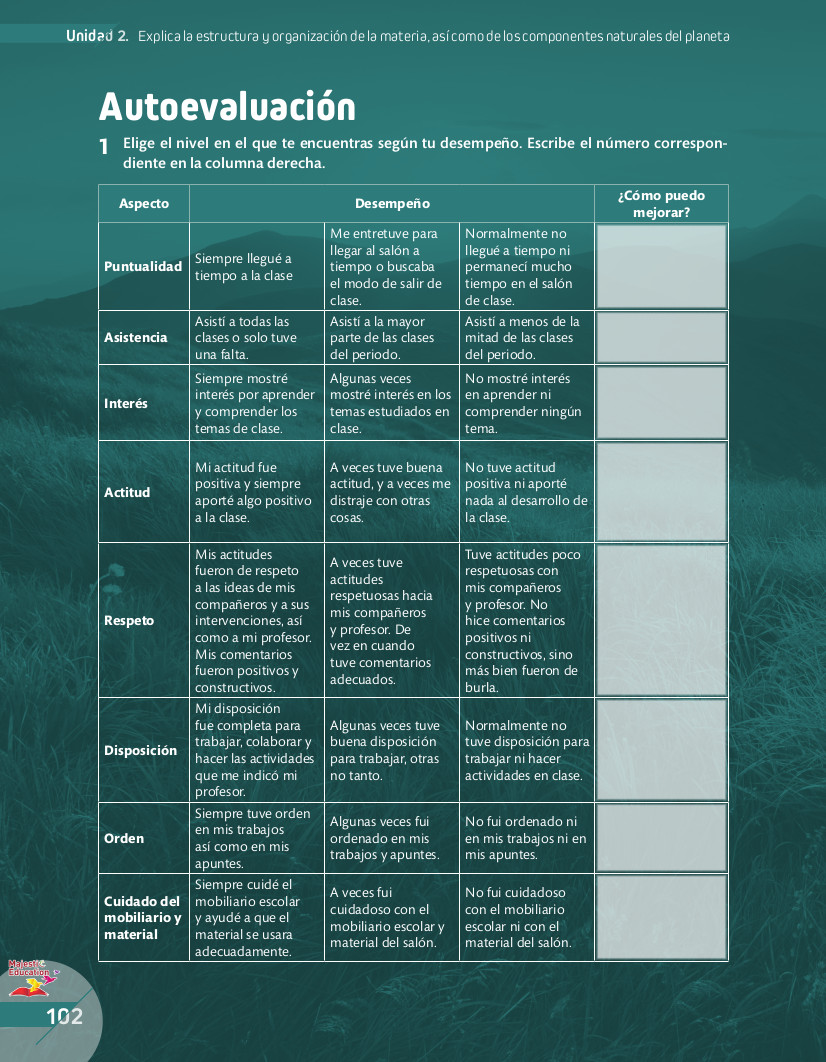 Unidad 2. Explica la estructura y organización de la materia, así como de los componentes naturales del planeta
Autoevaluación
1 Elige el nivel en el que te encuentras según tu desempeño. Escribe el número correspon-
diente en la columna derecha.
Aspecto
Desempeño
¿Cómo puedo
mejorar?
Puntualidad
Siempre llegué a
tiempo a la clase
Me entretuve para
llegar al salón a
tiempo o buscaba
el modo de salir de
clase.
Normalmente no
llegué a tiempo ni
permanecí mucho
tiempo en el salón
de clase.
Asistencia
Asistí a todas las
clases o solo tuve
una falta.
Asistí a la mayor
parte de las clases
del periodo.
Asistí a menos de la
mitad de las clases
del periodo.
Interés
Siempre mostré
interés por aprender
y comprender los
temas de clase.
Algunas veces
mostré interés en los
temas estudiados en
clase.
No mostré interés
en aprender ni
comprender ningún
tema.
Actitud
Mi actitud fue
positiva y siempre
aporté algo positivo
a la clase.
A veces tuve buena
actitud, y a veces me
distraje con otras
cosas.
No tuve actitud
positiva ni aporté
nada al desarrollo de
la clase.
Respeto
Mis actitudes
fueron de respeto
a las ideas de mis
compañeros y a sus
intervenciones, así
como a mi profesor.
Mis comentarios
fueron positivos y
constructivos.
A veces tuve
actitudes
respetuosas hacia
mis compañeros
y profesor. De
vez en cuando
tuve comentarios
adecuados.
Tuve actitudes poco
respetuosas con
mis compañeros
y profesor. No
hice comentarios
positivos ni
constructivos, sino
más bien fueron de
burla.
Disposición
Mi disposición
fue completa para
trabajar, colaborar y
hacer las actividades
que me indicó mi
profesor.
Algunas veces tuve
buena disposición
para trabajar, otras
no tanto.
Normalmente no
tuve disposición para
trabajar ni hacer
actividades en clase.
Orden
Siempre tuve orden
en mis trabajos
así como en mis
apuntes.
Algunas veces fui
ordenado en mis
trabajos y apuntes.
No fui ordenado ni
en mis trabajos ni en
mis apuntes.
Cuidado del
mobiliario y
material
Siempre cuidé el
mobiliario escolar
y ayudé a que el
material se usara
adecuadamente.
A veces fui
cuidadoso con el
mobiliario escolar y
material del salón.
No fui cuidadoso
con el mobiliario
escolar ni con el
material del salón.
Majestic
Education
102